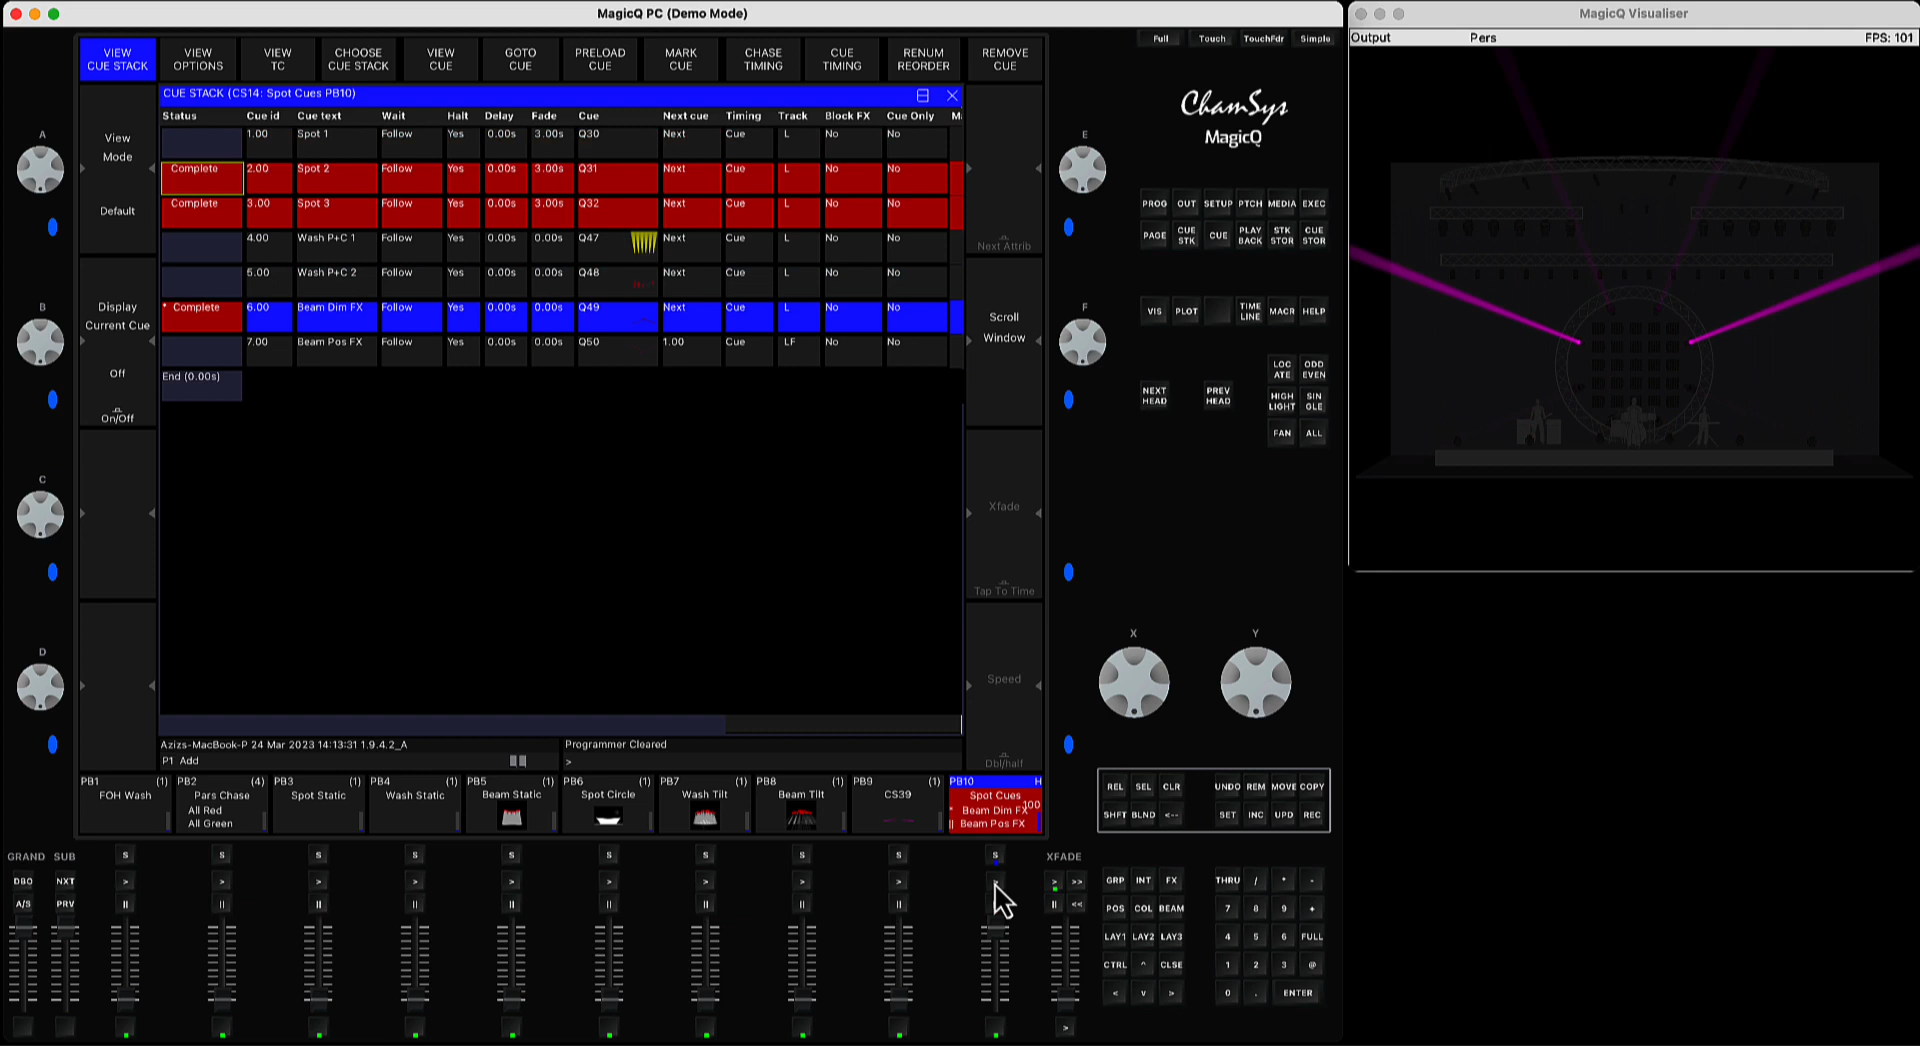 MagicQ PC (Demo Mode)
MagicQ Visualiser
Output Pers FPS: 101
Full Touch TouchFdr Simple
VIEW CUE STACK
VIEW OPTIONS
VIEW TC
CHOOSE CUE STACK
VIEW CUE
GOTO CUE
PRELOAD CUE
MARK CUE
CHASE TIMING
CUE TIMING
RENUM REORDER
REMOVE CUE
CUE STACK (CS14: Spot Cues PB10)
Status Cue id Cue text Wait Halt Delay Fade Cue Next cue Timing Track Block FX Cue Only M
1.00 Spot 1 Follow Yes 0.00s 3.00s Q30 Next Cue L No No
Complete 2.00 Spot 2 Follow Yes 0.00s 3.00s Q31 Next Cue L No No
Complete 3.00 Spot 3 Follow Yes 0.00s 3.00s Q32 Next Cue L No No
4.00 Wash P+C 1 Follow Yes 0.00s 0.00s Q47 Next Cue L No No
5.00 Wash P+C 2 Follow Yes 0.00s 0.00s Q48 Next Cue L No No
* Complete 6.00 Beam Dim FX Follow Yes 0.00s 0.00s Q49 Next Cue L No No
7.00 Beam Pos FX Follow Yes 0.00s 0.00s Q50 1.00 Cue LF No No
End (0.00s)
A
View
Mode
Default
B
Display
Current Cue
Off
On/Off
C
D
E
Next Attrib
F
Scroll
Window
Xfade
Tap To Time
Speed
Dbl/half
ChamSys
MagicQ
PROG OUT SETUP PTCH MEDIA EXEC
PAGE CUE STK CUE PLAY BACK STK STOR CUE STOR
VIS PLOT TIME LINE MACR HELP
LOC ATE ODD EVEN
NEXT HEAD PREV HEAD HIGH LIGHT SIN GLE
FAN ALL
X Y
Azizs-MacBook-P 24 Mar 2023 14:13:31 1.9.4.2_A
Programmer Cleared
P1 Add
>
PB1 (1) PB2 (4) PB3 (1) PB4 (1) PB5 (1) PB6 (1) PB7 (1) PB8 (1) PB9 (1) PB10 H
FOH Wash Pars Chase Spot Static Wash Static Beam Static Spot Circle Wash Tilt Beam Tilt CS39 Spot Cues
All Red * Beam Dim FX 100
All Green || Beam Pos FX
REL SEL CLR UNDO REM MOVE COPY
SHFT BLND <-- SET INC UPD REC
GRAND SUB S S S S S S S S S S XFADE
DBO NXT > > > > > > > > > > >>
A/S PRV || || || || || || || || || || <<
GRP INT FX THRU / * -
POS COL BEAM 7 8 9 +
LAY1 LAY2 LAY3 4 5 6 FULL
CTRL ^ CLSE 1 2 3 @
< v > 0 . ENTER
>